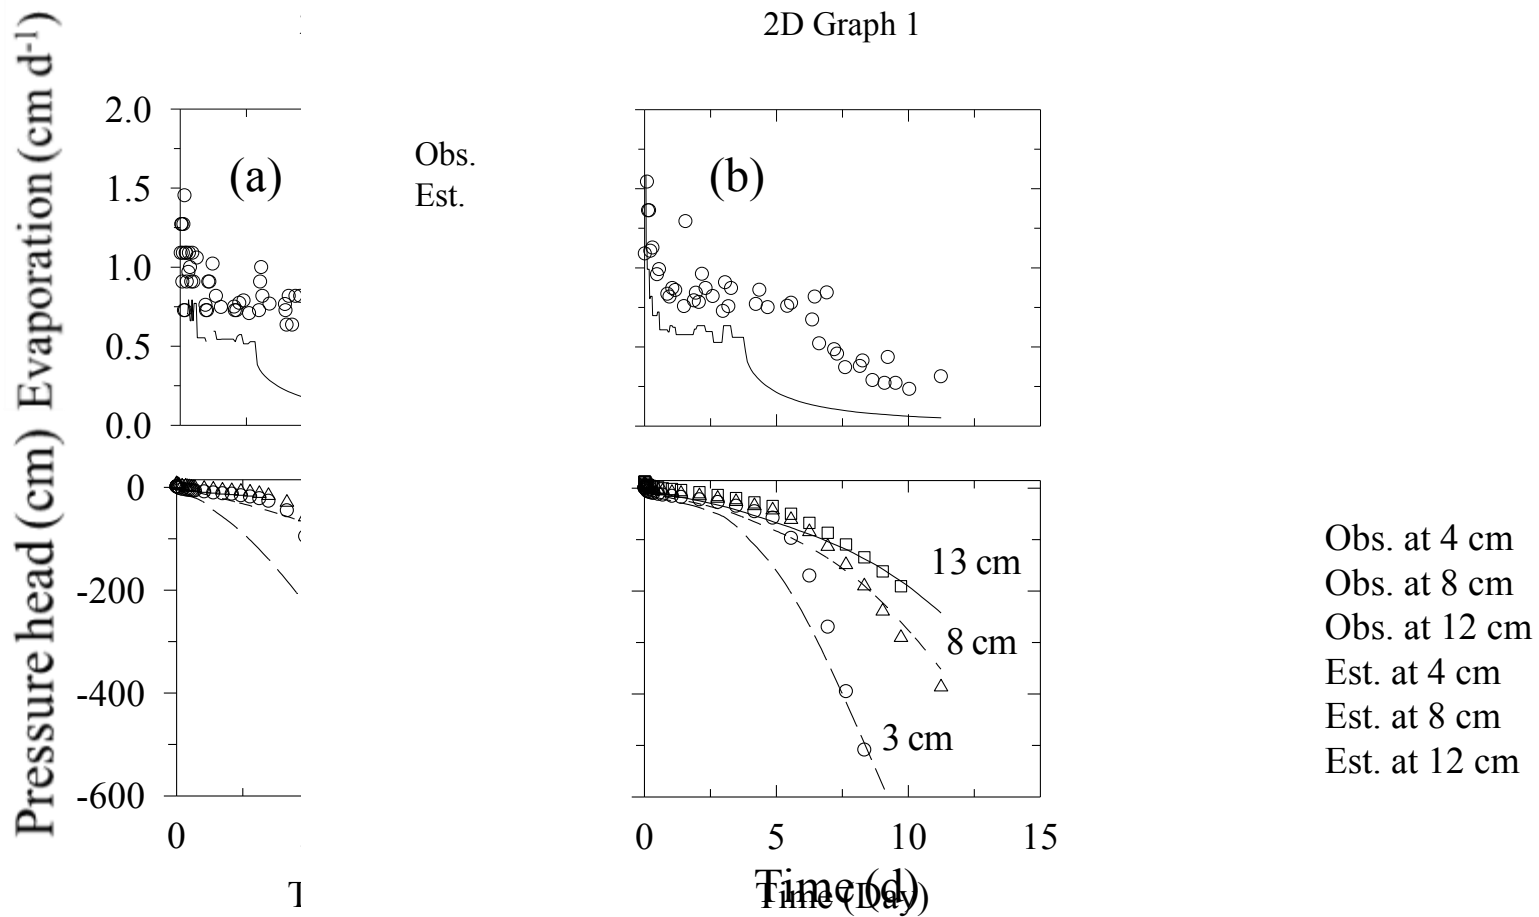 2D Graph 1
Evaporation (cm d-1)
2.0
1.5
1.0
0.5
0.0
(a)
Obs.
Est.
(b)
Pressure head (cm)
0
-200
-400
-600
13 cm
8 cm
3 cm
Obs. at 4 cm
Obs. at 8 cm
Obs. at 12 cm
Est. at 4 cm
Est. at 8 cm
Est. at 12 cm
0
0 5 10 15
Time (d)
Time (Day)